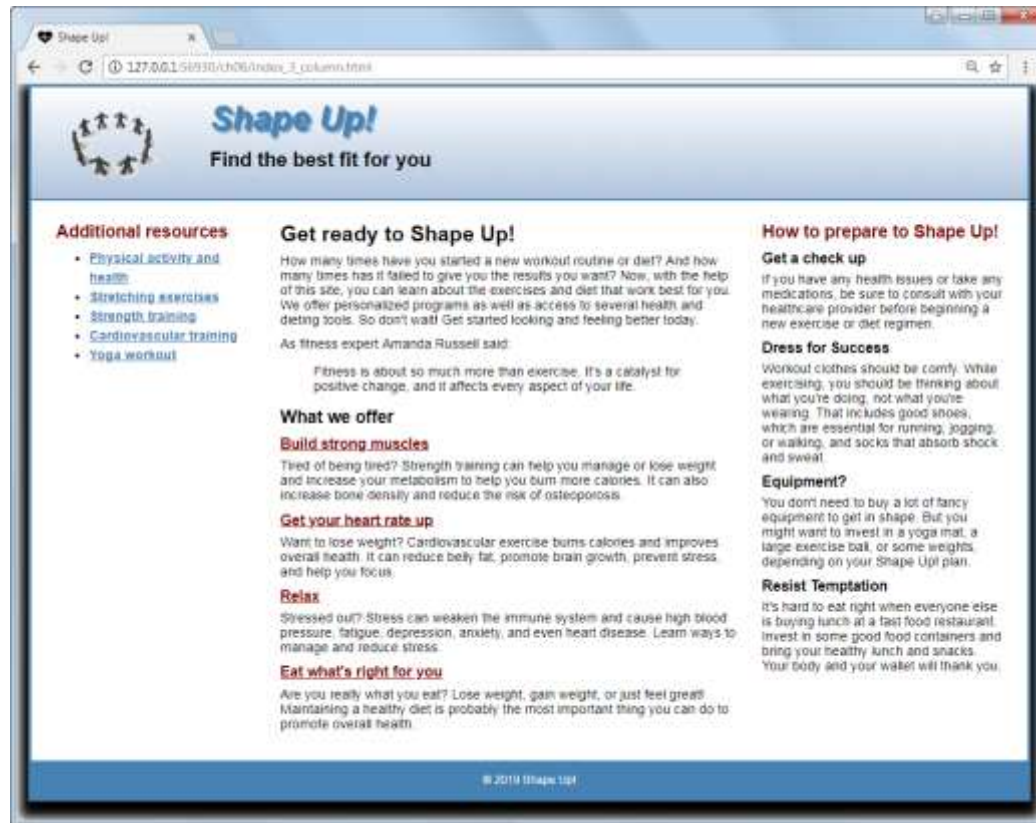 Shape Up!
127.0.0.1:56930/ch06/index_3_column.html
Shape Up!
Find the best fit for you
Additional resources
Physical activity and
health
Stretching exercises
Strength training
Cardiovascular training
Yoga workout
Get ready to Shape Up!
How many times have you started a new workout routine or diet? And how
many times has it failed to give you the results you want? Now, with the help
of this site, you can learn about the exercises and diet that work best for you.
We offer personalized programs as well as access to several health and
dieting tools. So don't wait! Get started looking and feeling better today.
As fitness expert Amanda Russell said:
Fitness is about so much more than exercise. It's a catalyst for
positive change, and it affects every aspect of your life.
What we offer
Build strong muscles
Tired of being tired? Strength training can help you manage or lose weight
and increase your metabolism to help you burn more calories. It can also
increase bone density and reduce the risk of osteoporosis.
Get your heart rate up
Want to lose weight? Cardiovascular exercise burns calories and improves
overall health. It can reduce belly fat, promote brain growth, prevent stress,
and help you focus.
Relax
Stressed out? Stress can weaken the immune system and cause high blood
pressure, fatigue, depression, anxiety, and even heart disease. Learn ways to
manage and reduce stress.
Eat what's right for you
Are you really what you eat? Lose weight, gain weight, or just feel great!
Maintaining a healthy diet is probably the most important thing you can do to
promote overall health.
How to prepare to Shape Up!
Get a check up
If you have any health issues or take any
medications, be sure to consult with your
healthcare provider before beginning a
new exercise or diet regimen.
Dress for Success
Workout clothes should be comfy. While
exercising, you should be thinking about
what you're doing, not what you're
wearing. That includes good shoes,
which are essential for running, jogging,
or walking, and socks that absorb shock
and sweat.
Equipment?
You don't need to buy a lot of fancy
equipment to get in shape. But you
might want to invest in a yoga mat, a
large exercise ball, or some weights,
depending on your Shape Up! plan.
Resist Temptation
It's hard to eat right when everyone else
is buying lunch at a fast food restaurant.
Invest in some good food containers and
bring your healthy lunch and snacks.
Your body and your wallet will thank you.
© 2019 Shape Up!